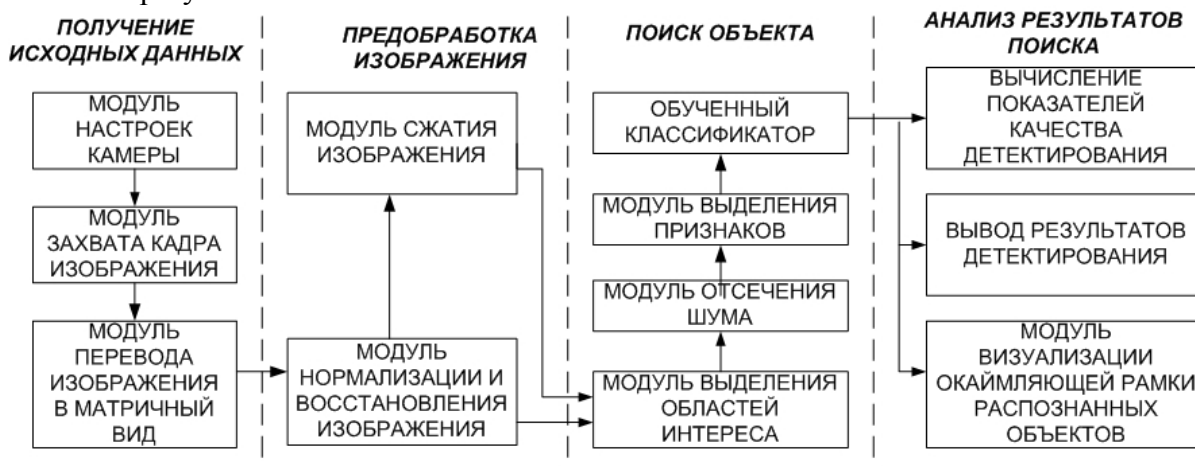 ПОЛУЧЕНИЕ
ИСХОДНЫХ ДАННЫХ
МОДУЛЬ
НАСТРОЕК
КАМЕРЫ
МОДУЛЬ
ЗАХВАТА КАДРА
ИЗОБРАЖЕНИЯ
МОДУЛЬ
ПЕРЕВОДА
ИЗОБРАЖЕНИЯ
В МАТРИЧНЫЙ
ВИД
ПРЕДОБРАБОТКА
ИЗОБРАЖЕНИЯ
МОДУЛЬ СЖАТИЯ
ИЗОБРАЖЕНИЯ
МОДУЛЬ
НОРМАЛИЗАЦИИ И
ВОССТАНОВЛЕНИЯ
ИЗОБРАЖЕНИЯ
ПОИСК ОБЪЕКТА
ОБУЧЕННЫЙ
КЛАССИФИКАТОР
МОДУЛЬ ВЫДЕЛЕНИЯ
ПРИЗНАКОВ
МОДУЛЬ ОТСЕЧЕНИЯ
ШУМА
МОДУЛЬ ВЫДЕЛЕНИЯ
ОБЛАСТЕЙ
ИНТЕРЕСА
АНАЛИЗ РЕЗУЛЬТАТОВ
ПОИСКА
ВЫЧИСЛЕНИЕ
ПОКАЗАТЕЛЕЙ
КАЧЕСТВА
ДЕТЕКТИРОВАНИЯ
ВЫВОД РЕЗУЛЬТАТОВ
ДЕТЕКТИРОВАНИЯ
МОДУЛЬ
ВИЗУАЛИЗАЦИИ
ОКАЙМЛЯЮЩЕЙ РАМКИ
РАСПОЗНАННЫХ
ОБЪЕКТОВ